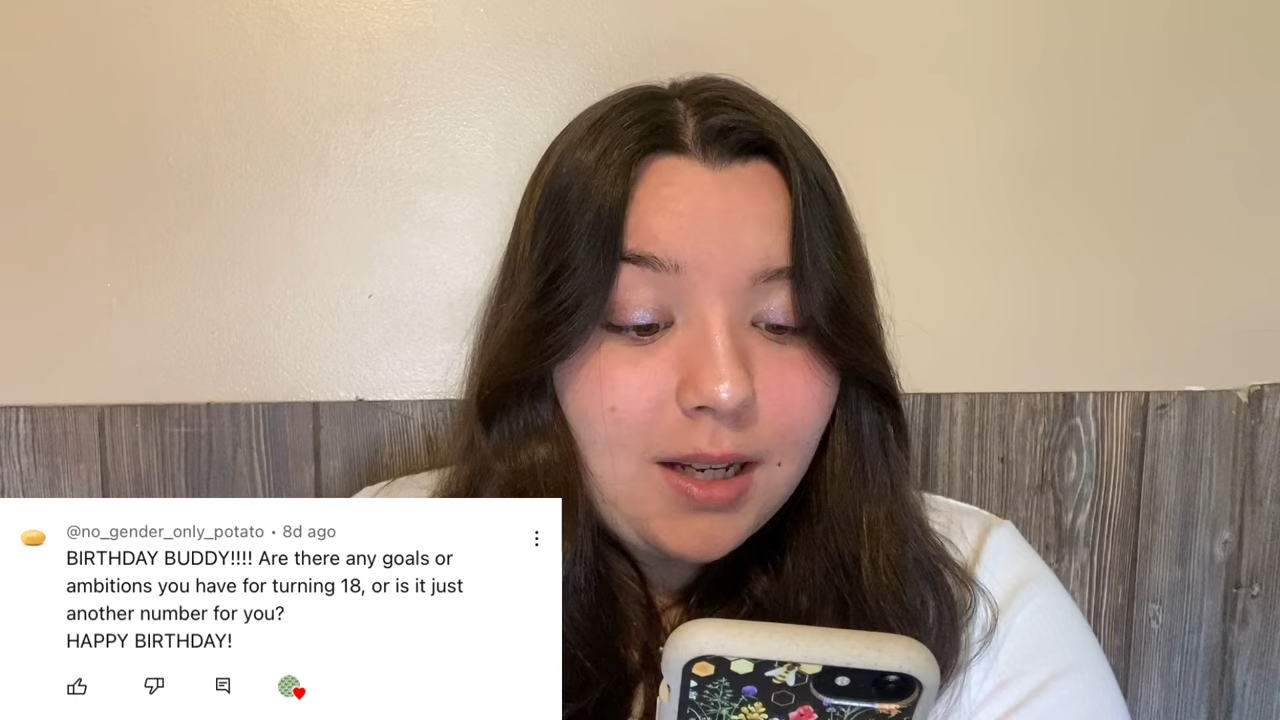 @no_gender_only_potato • 8d ago
BIRTHDAY BUDDY!!!! Are there any goals or
ambitions you have for turning 18, or is it just
another number for you?
HAPPY BIRTHDAY!